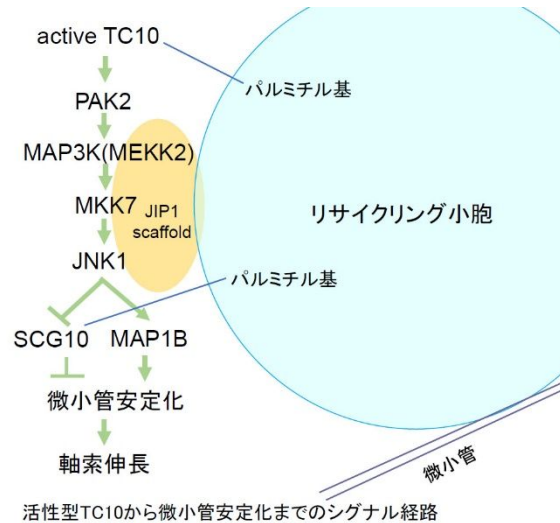 active TC10
パルミチル基
PAK2
MAP3K(MEKK2)
MKK7
JIP1
scaffold
リサイクリング小胞
JNK1
パルミチル基
SCG10
MAP1B
微小管安定化
軸索伸長
微小管
活性型TC10から微小管安定化までのシグナル経路